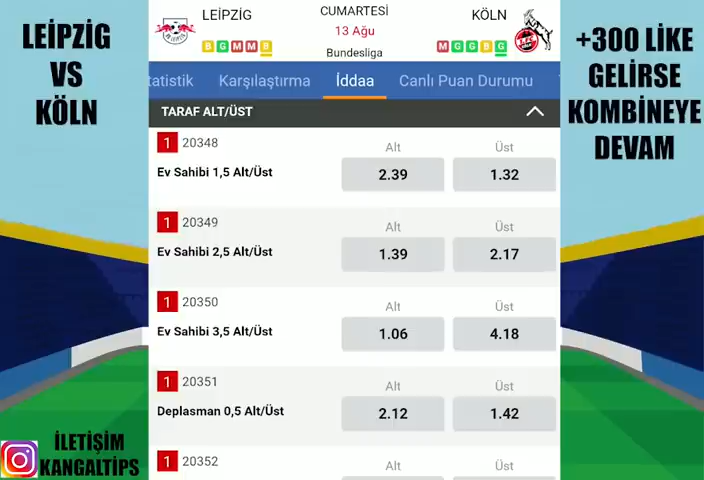 LEİPZİG
VS
KÖLN
LEİPZİG
B G M M B
CUMARTESİ
13 Ağu
Bundesliga
KÖLN
M G G B G
+300 LİKE
GELİRSE
KOMBİNEYE
DEVAM
tatistik Karşılaştırma İddaa Canlı Puan Durumu
TARAF ALT/ÜST
1 20348 Alt Üst
Ev Sahibi 1,5 Alt/Üst 2.39 1.32
1 20349 Alt Üst
Ev Sahibi 2,5 Alt/Üst 1.39 2.17
1 20350 Alt Üst
Ev Sahibi 3,5 Alt/Üst 1.06 4.18
1 20351 Alt Üst
Deplasman 0,5 Alt/Üst 2.12 1.42
1 20352 Alt Üst
İLETİŞİM
KANGALTİPS